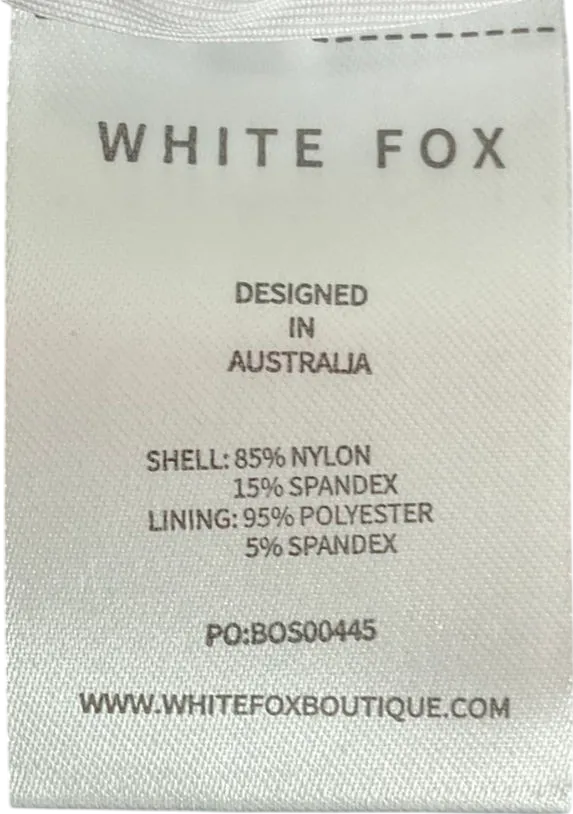 WHITE FOX
DESIGNED
IN
AUSTRALIA
SHELL: 85% NYLON
15% SPANDEX
LINING: 95% POLYESTER
5% SPANDEX
PO:BOS00445
WWW.WHITEFOXBOUTIQUE.COM